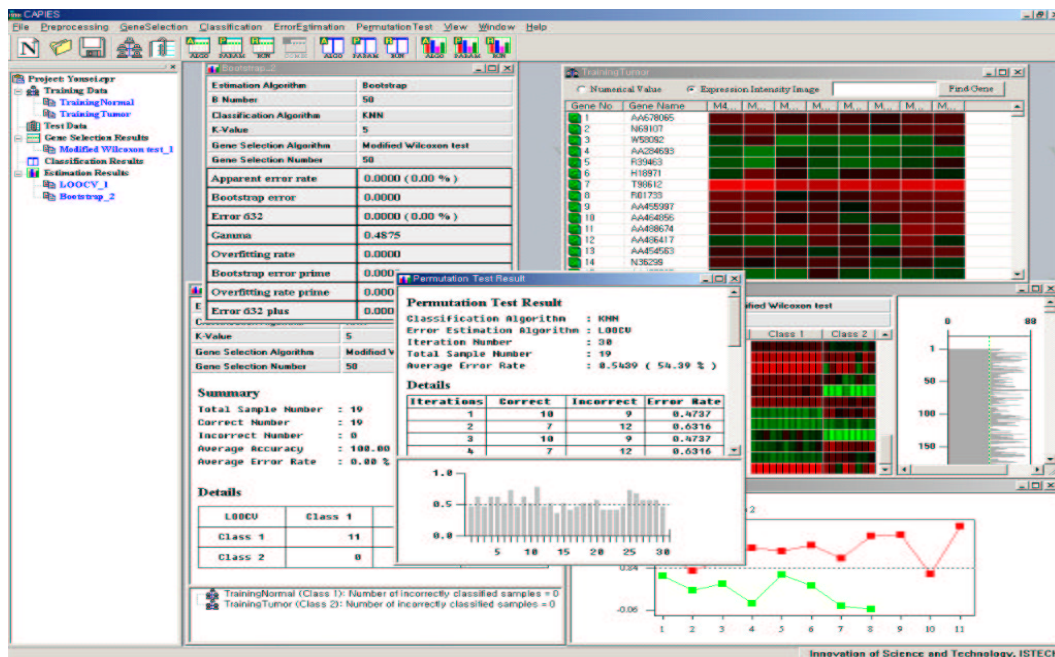 CAPIES
File Preprocessing GeneSelection Classification ErrorEstimation PermutationTest View Window Help
Project: Yonsei.cpr
Training Data
TrainingNormal
TrainingTumor
Test Data
Gene Selection Results
Modified Wilcoxon test_1
Classification Results
Estimation Results
LOOCV_1
Bootstrap_2
Bootstrap_2
Estimation Algorithm Bootstrap
B Number 50
Classification Algorithm KNN
K-Value 5
Gene Selection Algorithm Modified Wilcoxon test
Gene Selection Number 50
Apparent error rate 0.0000 ( 0.00 % )
Bootstrap error 0.0000
Error 632 0.0000 ( 0.00 % )
Gamma 0.4875
Overfitting rate 0.0000
Bootstrap error prime 0.000
Overfitting rate prime 0.000
Error 632 plus 0.000
TrainingTumor
Numerical Value Expression Intensity Image Find Gene
Gene No Gene Name M4... M... M... M... M... M... M...
1 AA678065
2 N69107
3 W58092
4 AA284693
5 R39463
6 H18971
7 T98612
8 R01733
9 AA455997
10 AA464856
11 AA488674
12 AA486417
13 AA454563
14 N36299
K-Value 5
Gene Selection Algorithm Modified W
Gene Selection Number 50
Summary
Total Sample Number : 19
Correct Number : 19
Incorrect Number : 0
Average Accuracy : 100.00
Average Error Rate : 0.00 %
Details
LOOCV Class 1
Class 1 11
Class 2 0
TrainingNormal (Class 1): Number of incorrectly classified samples = 0
TrainingTumor (Class 2): Number of incorrectly classified samples = 0
Permutation Test Result
Permutation Test Result
Classification Algorithm : KNN
Error Estimation Algorithm : LOOCV
Iteration Number : 30
Total Sample Number : 19
Average Error Rate : 0.5439 ( 54.39 % )
Details
Iterations Correct Incorrect Error Rate
1 10 9 0.4737
2 7 12 0.6316
3 10 9 0.4737
4 7 12 0.6316
1.0
0.5
0.0
5 10 15 20 25 30
ified Wilcoxon test
Class 1 Class 2
0 88
1
50
100
150
2
-0.04
-0.06
1 2 3 4 5 6 7 8 9 10 11
Innovation of Science and Technology, ISTECH